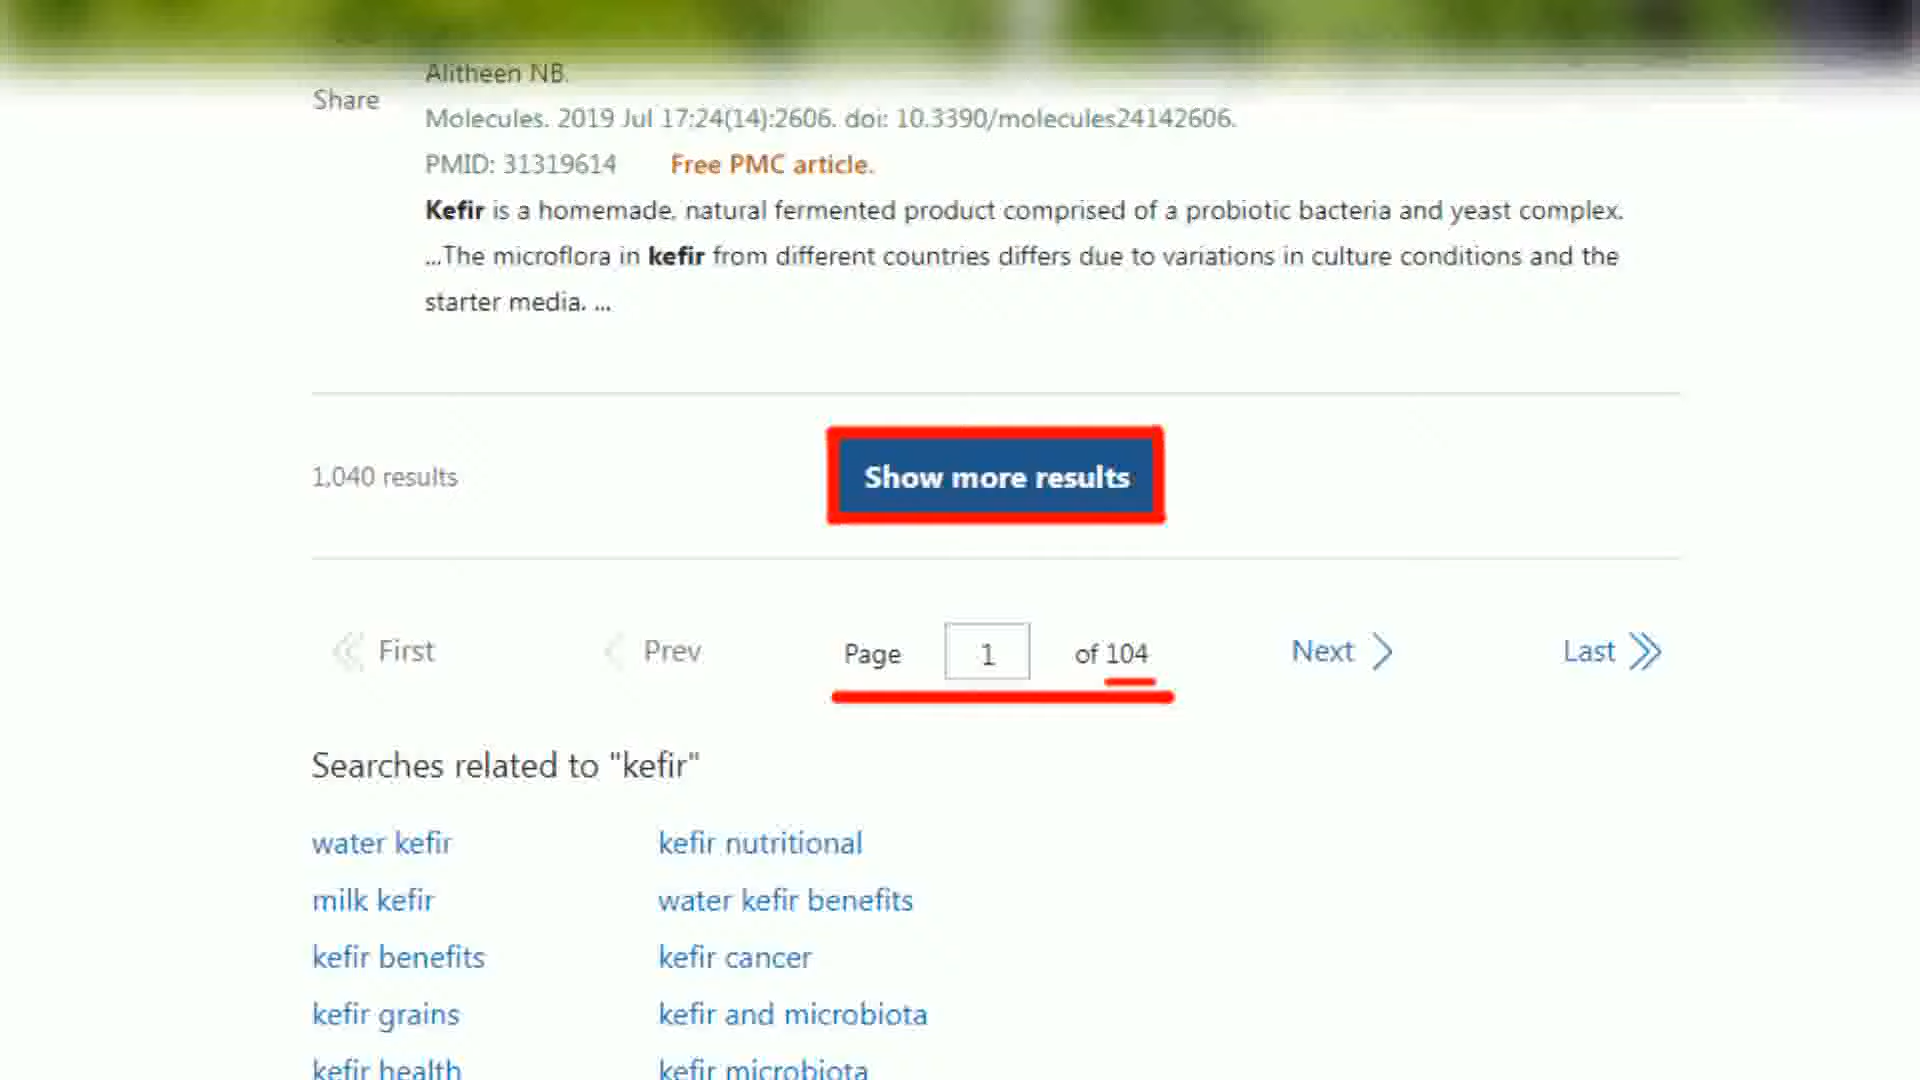 Alitheen NB.
Share
Molecules. 2019 Jul 17:24(14):2606. doi: 10.3390/molecules24142606.
PMID: 31319614 Free PMC article.
Kefir is a homemade, natural fermented product comprised of a probiotic bacteria and yeast complex.
...The microflora in kefir from different countries differs due to variations in culture conditions and the
starter media. ...
1,040 results
Show more results
First Prev Page 1 of 104 Next Last
Searches related to "kefir"
water kefir kefir nutritional
milk kefir water kefir benefits
kefir benefits kefir cancer
kefir grains kefir and microbiota
kefir health kefir microbiota